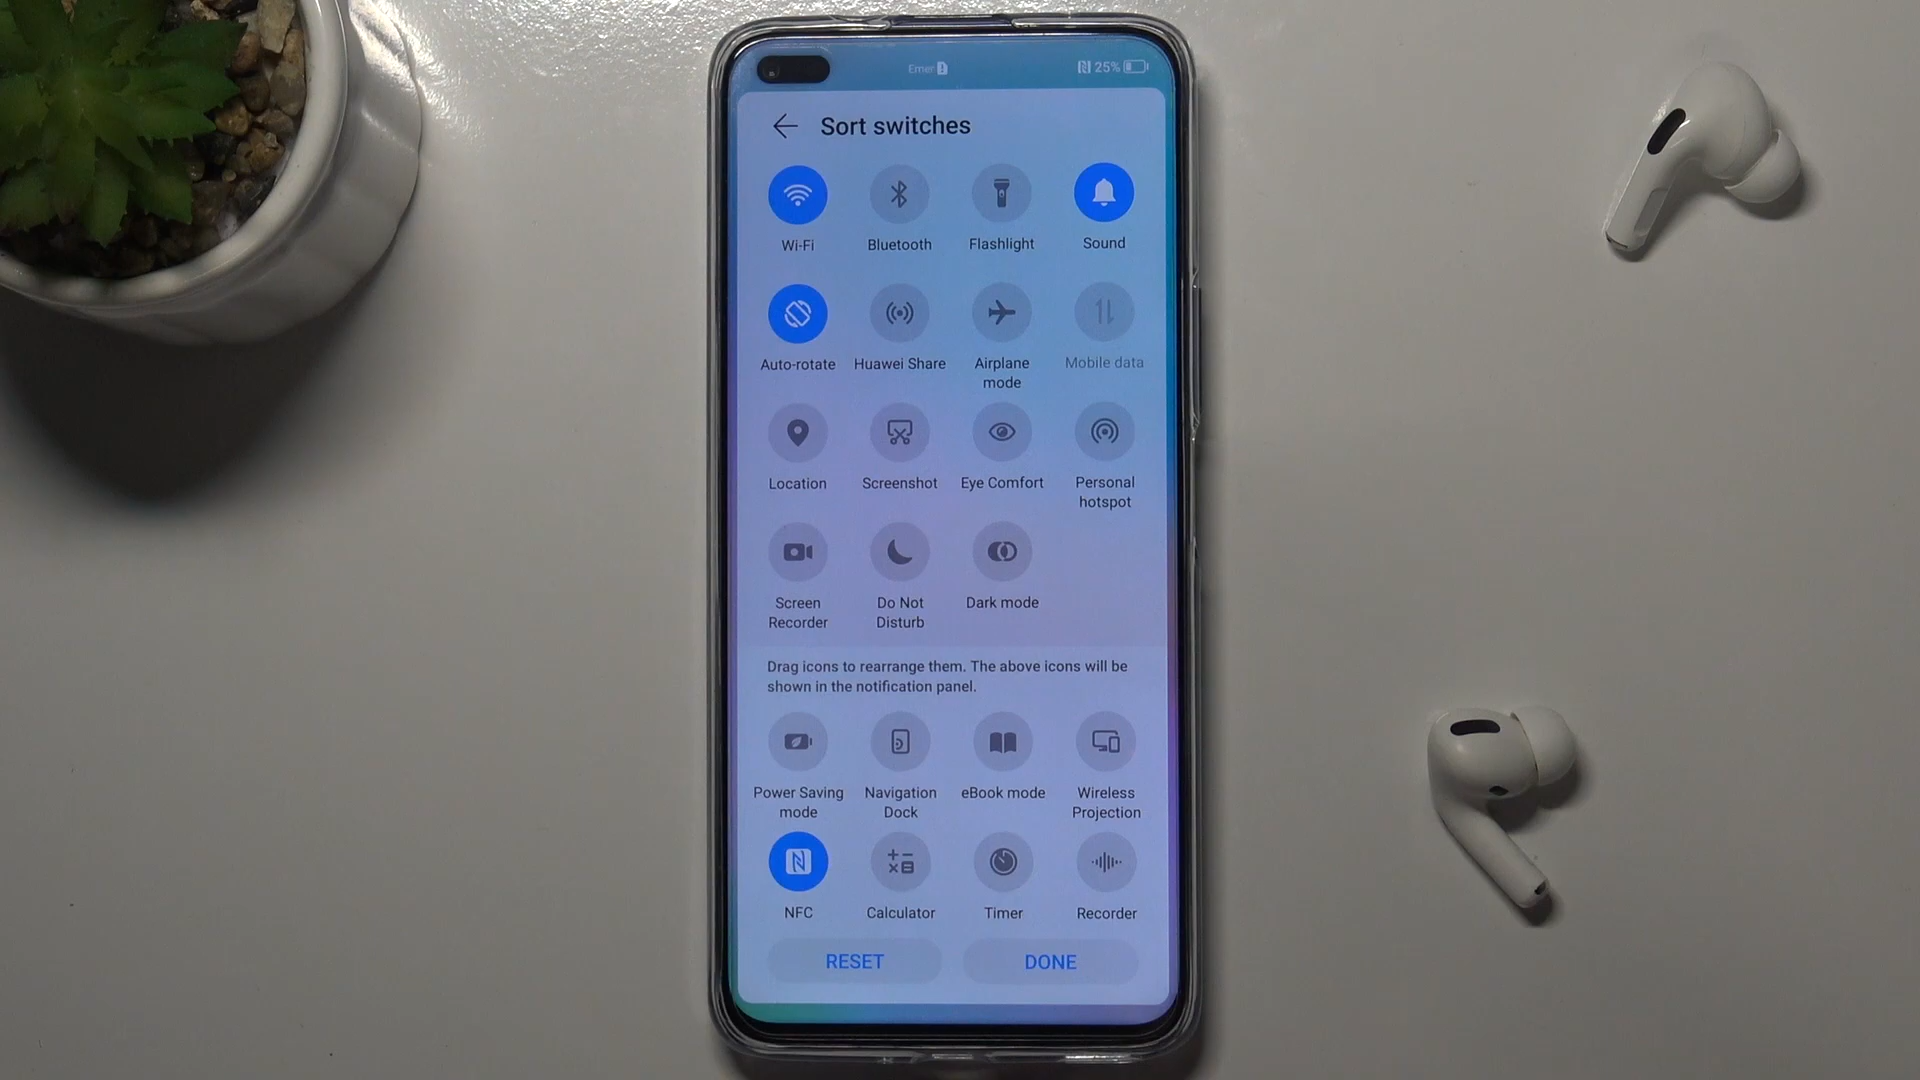 Emer
25%
Sort switches
Wi-Fi
Bluetooth
Flashlight
Sound
Auto-rotate
Huawei Share
Airplane
mode
Mobile data
Location
Screenshot
Eye Comfort
Personal
hotspot
Screen
Recorder
Do Not
Disturb
Dark mode
Drag icons to rearrange them. The above icons will be
shown in the notification panel.
Power Saving
mode
Navigation
Dock
eBook mode
Wireless
Projection
NFC
Calculator
Timer
Recorder
RESET
DONE